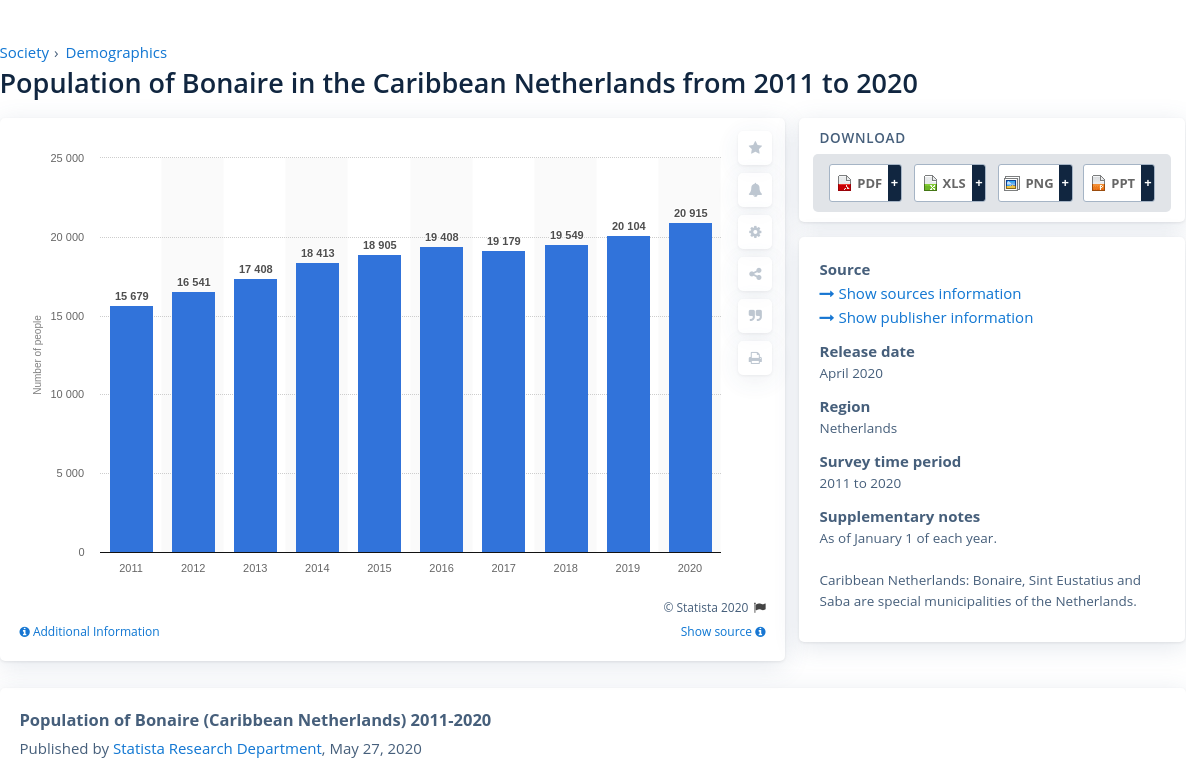 Society › Demographics
Population of Bonaire in the Caribbean Netherlands from 2011 to 2020
25 000
20 000
15 000
10 000
5 000
0
Number of people
15 679
16 541
17 408
18 413
18 905
19 408
19 179
19 549
20 104
20 915
2011 2012 2013 2014 2015 2016 2017 2018 2019 2020
© Statista 2020
Additional Information
Show source
DOWNLOAD
PDF + XLS + PNG + PPT +
Source
Show sources information
Show publisher information
Release date
April 2020
Region
Netherlands
Survey time period
2011 to 2020
Supplementary notes
As of January 1 of each year.
Caribbean Netherlands: Bonaire, Sint Eustatius and
Saba are special municipalities of the Netherlands.
Population of Bonaire (Caribbean Netherlands) 2011-2020
Published by Statista Research Department, May 27, 2020